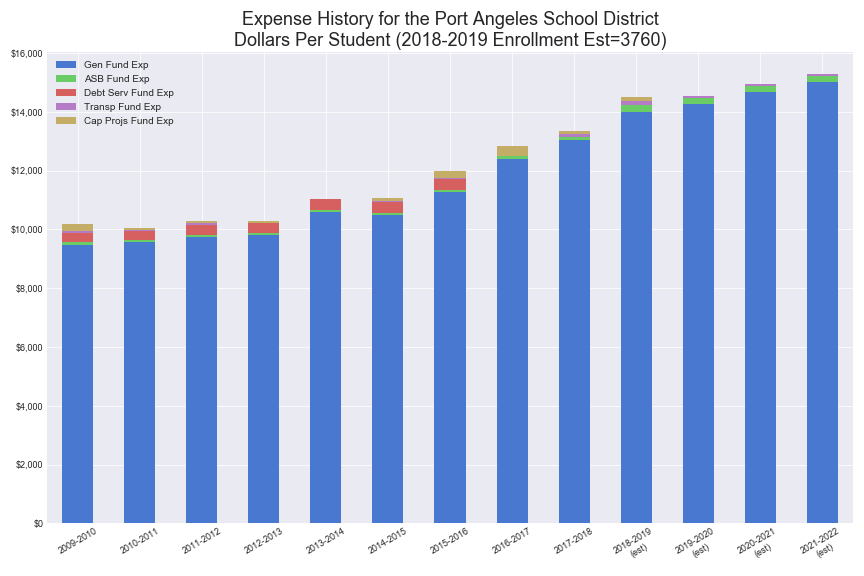 Expense History for the Port Angeles School District
Dollars Per Student (2018-2019 Enrollment Est=3760)
$16,000
$14,000
$12,000
$10,000
$8,000
$6,000
$4,000
$2,000
$0
Gen Fund Exp
ASB Fund Exp
Debt Serv Fund Exp
Transp Fund Exp
Cap Projs Fund Exp
2009-2010
2010-2011
2011-2012
2012-2013
2013-2014
2014-2015
2015-2016
2016-2017
2017-2018
2018-2019
(est)
2019-2020
(est)
2020-2021
(est)
2021-2022
(est)